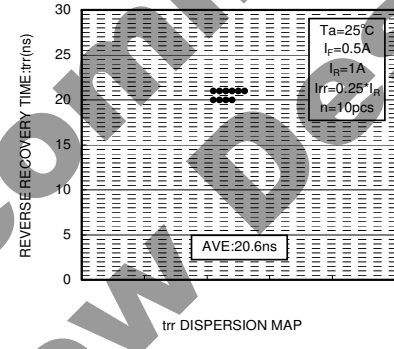 30
25
20
15
10
5
0
REVERSE RECOVERY TIME:trr(ns)
Ta=25°C
IF=0.5A
IR=1A
Irr=0.25*IR
n=10pcs
AVE:20.6ns
trr DISPERSION MAP